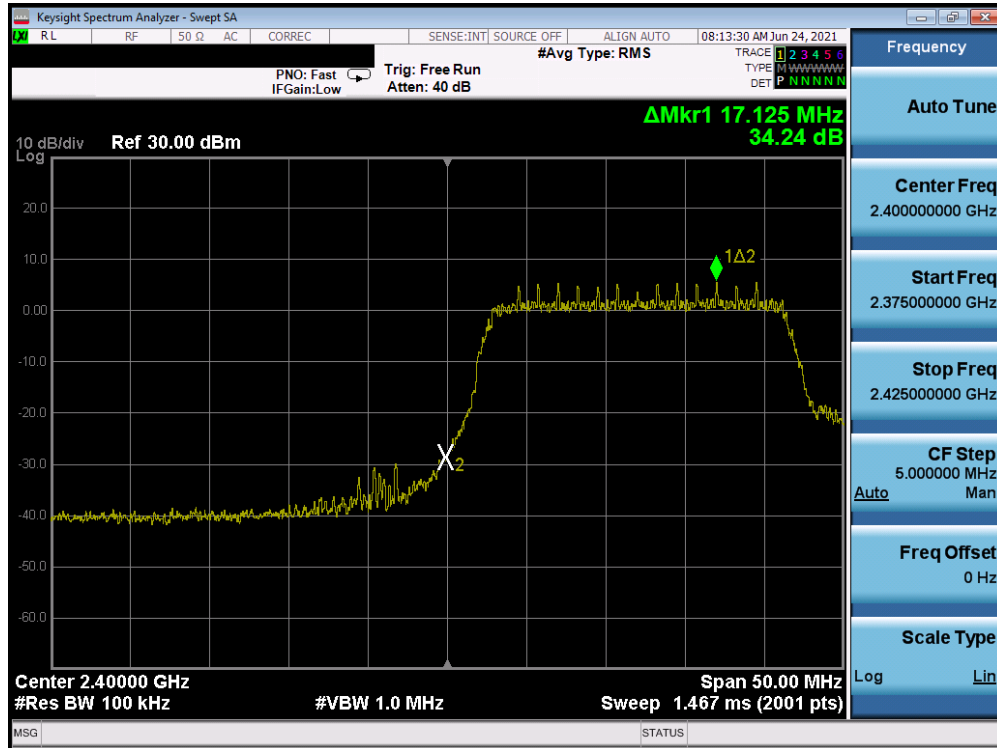 Keysight Spectrum Analyzer - Swept SA
LXI RL RF 50 Ω AC CORREC SENSE:INT SOURCE OFF ALIGN AUTO 08:13:30 AM Jun 24, 2021
#Avg Type: RMS
TRACE 1 2 3 4 5 6
TYPE M WWWWW
DET P N N N N N
PNO: Fast
IFGain:Low
Trig: Free Run
Atten: 40 dB
ΔMkr1 17.125 MHz
34.24 dB
10 dB/div
Log
Ref 30.00 dBm
20.0
10.0
0.00
-10.0
-20.0
-30.0
-40.0
-50.0
-60.0
1Δ2
2
Center 2.40000 GHz
Span 50.00 MHz
#Res BW 100 kHz
#VBW 1.0 MHz
Sweep 1.467 ms (2001 pts)
MSG
STATUS
Frequency
Auto Tune
Center Freq
2.400000000 GHz
Start Freq
2.375000000 GHz
Stop Freq
2.425000000 GHz
CF Step
5.000000 MHz
Auto Man
Freq Offset
0 Hz
Scale Type
Log Lin